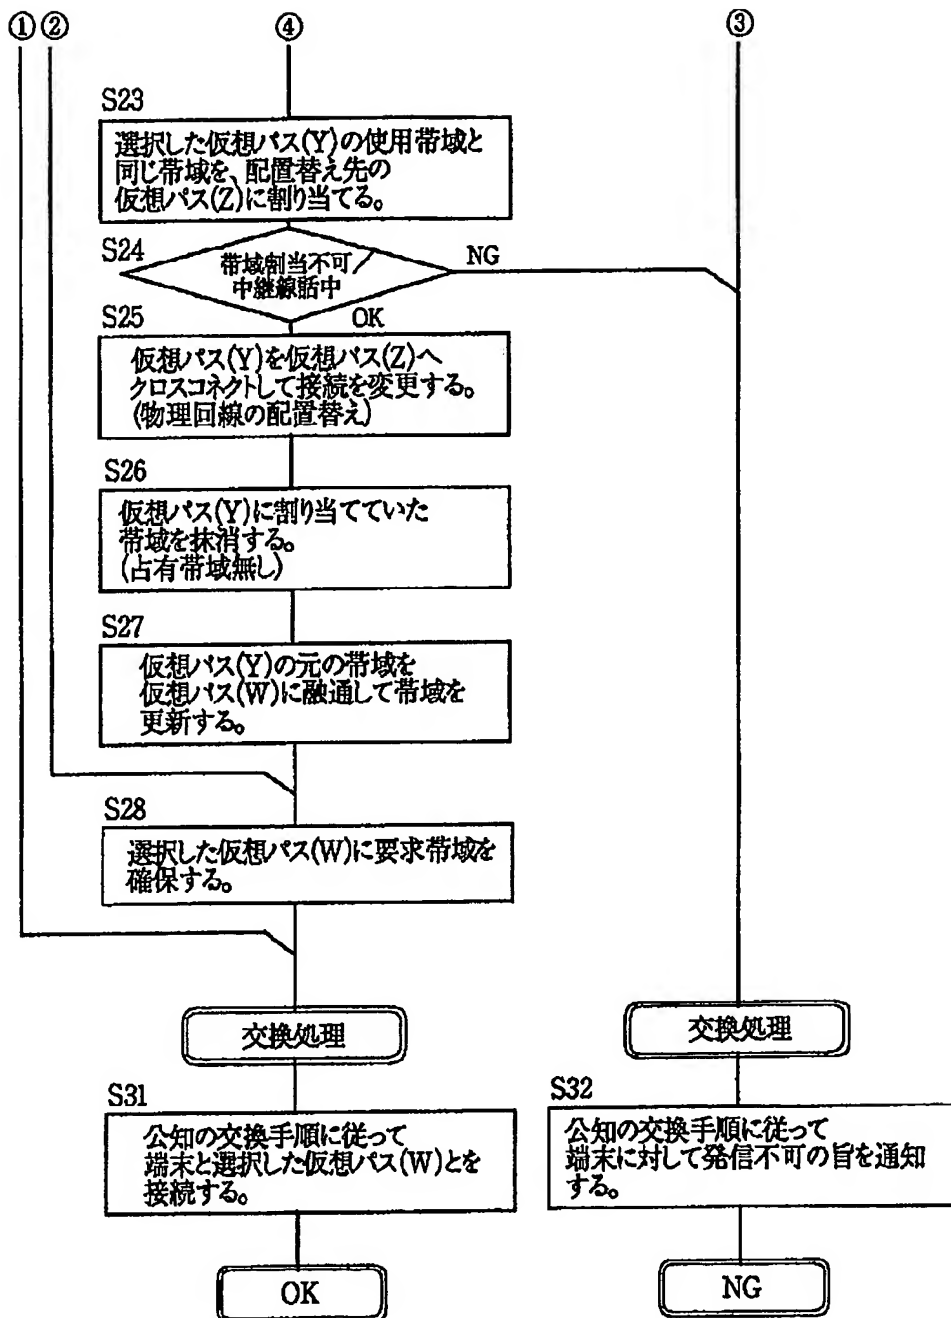 ① ② ④ ③
S23
選択した仮想パス(Y)の使用帯域と
同じ帯域を、配置替え先の
仮想パス(Z)に割り当てる。
S24
帯域割当不可/
中継線話中
NG
OK
S25
仮想パス(Y)を仮想パス(Z)へ
クロスコネクトして接続を変更する。
(物理回線の配置替え)
S26
仮想パス(Y)に割り当てていた
帯域を抹消する。
(占有帯域無し)
S27
仮想パス(Y)の元の帯域を
仮想パス(W)に融通して帯域を
更新する。
S28
選択した仮想パス(W)に要求帯域を
確保する。
交換処理
S31
公知の交換手順に従って
端末と選択した仮想パス(W)とを
接続する。
OK
交換処理
S32
公知の交換手順に従って
端末に対して発信不可の旨を通知
する。
NG